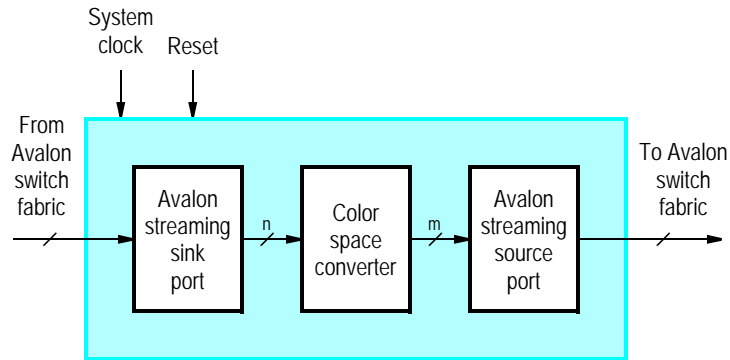 System
clock
Reset
From
Avalon
switch
fabric
Avalon
streaming
sink
port
n
Color
space
converter
m
Avalon
streaming
source
port
To Avalon
switch
fabric